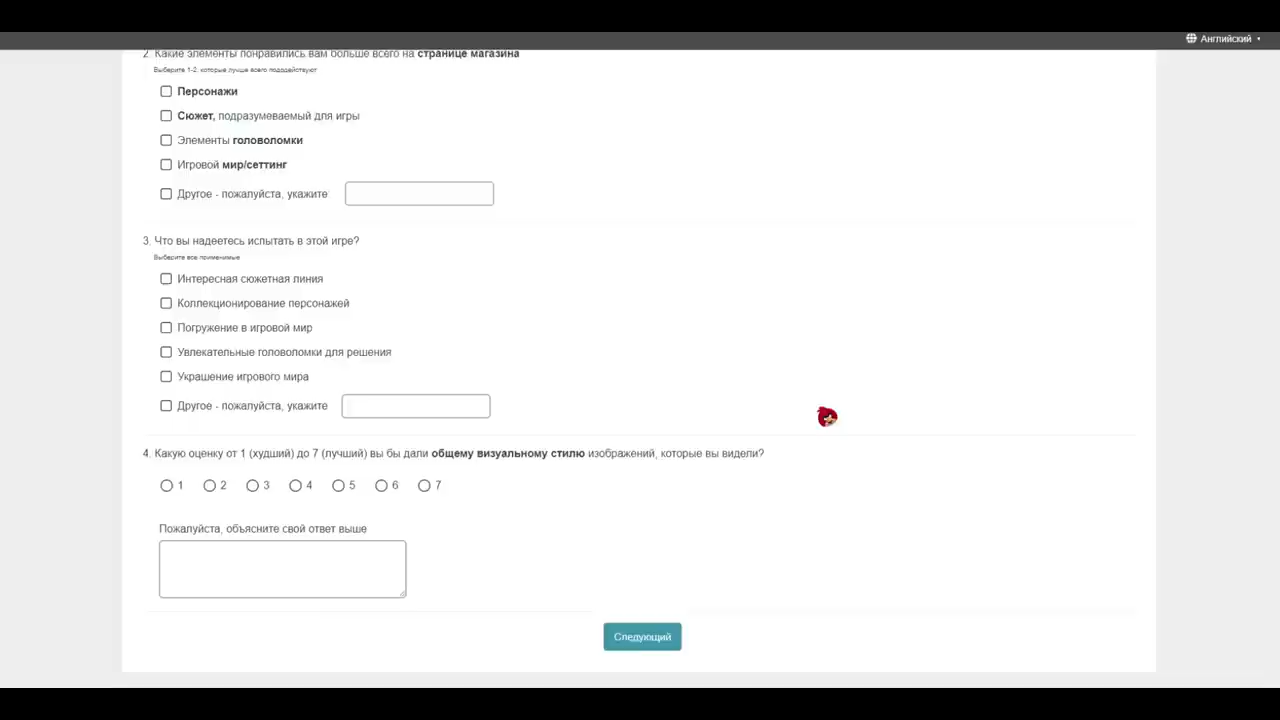 Английский
2. Какие элементы понравились вам больше всего на странице магазина
Выберите 1-2, которые лучше всего
Персонажи
Сюжет, подразумеваемый для игры
Элементы головоломки
Игровой мир/сеттинг
Другое - пожалуйста, укажите:
3. Что вы надеетесь испытать в этой игре?
Выберите все применимые
Интересная сюжетная линия
Коллекционирование персонажей
Погружение в игровой мир
Увлекательные головоломки для решения
Украшение игрового мира
Другое - пожалуйста, укажите
4. Какую оценку от 1 (худший) до 7 (лучший) вы бы дали общему визуальному стилю изображений, которые вы видели?
1 2 3 4 5 6 7
Пожалуйста, объясните свой ответ выше
Следующий